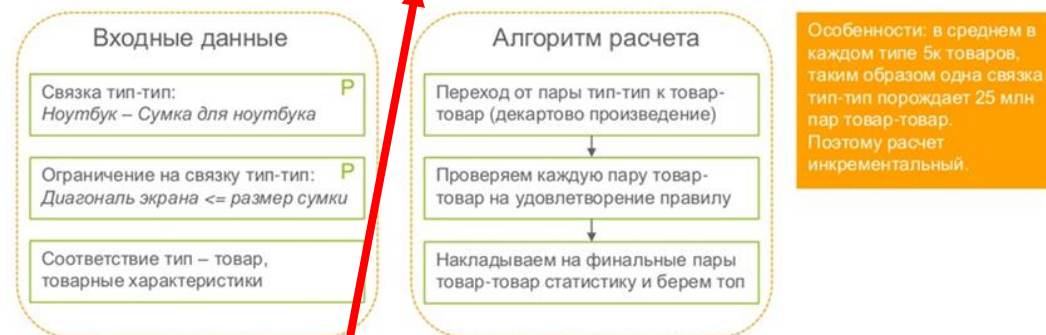 Входные данные
Связка тип-тип:
Р
Ноутбук – Сумка для ноутбука
Ограничение на связку тип-тип:
Р
Диагональ экрана <= размер сумки
Соответствие тип – товар,
товарные характеристики
Алгоритм расчета
Переход от пары тип-тип к товар-
товар (декартово произведение)
Проверяем каждую пару товар-
товар на удовлетворение правилу
Накладываем на финальные пары
товар-товар статистику и берем топ
Особенности: в среднем в
каждом типе 5к товаров,
таким образом одна связка
тип-тип порождает 25 млн
пар товар-товар.
Поэтому расчет
инкрементальный.